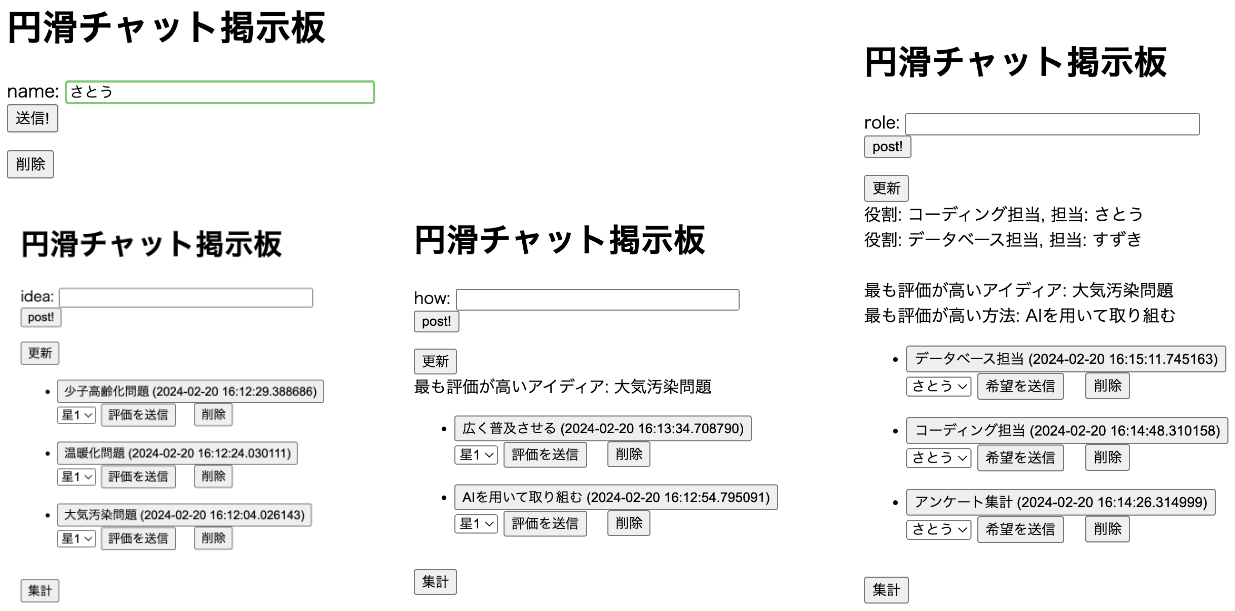 円滑チャット掲示板
name: さとう
送信!
削除
円滑チャット掲示板
idea:
post!
更新
少子高齢化問題 (2024-02-20 16:12:29.388686)
星1 評価を送信 削除
温暖化問題 (2024-02-20 16:12:24.030111)
星1 評価を送信 削除
大気汚染問題 (2024-02-20 16:12:04.026143)
星1 評価を送信 削除
集計
円滑チャット掲示板
how:
post!
更新
最も評価が高いアイディア: 大気汚染問題
広く普及させる (2024-02-20 16:13:34.708790)
星1 評価を送信 削除
AIを用いて取り組む (2024-02-20 16:12:54.795091)
星1 評価を送信 削除
集計
円滑チャット掲示板
role:
post!
更新
役割: コーディング担当, 担当: さとう
役割: データベース担当, 担当: すずき
最も評価が高いアイディア: 大気汚染問題
最も評価が高い方法: AIを用いて取り組む
データベース担当 (2024-02-20 16:15:11.745163)
さとう 希望を送信 削除
コーディング担当 (2024-02-20 16:14:48.310158)
さとう 希望を送信 削除
アンケート集計 (2024-02-20 16:14:26.314999)
さとう 希望を送信 削除
集計